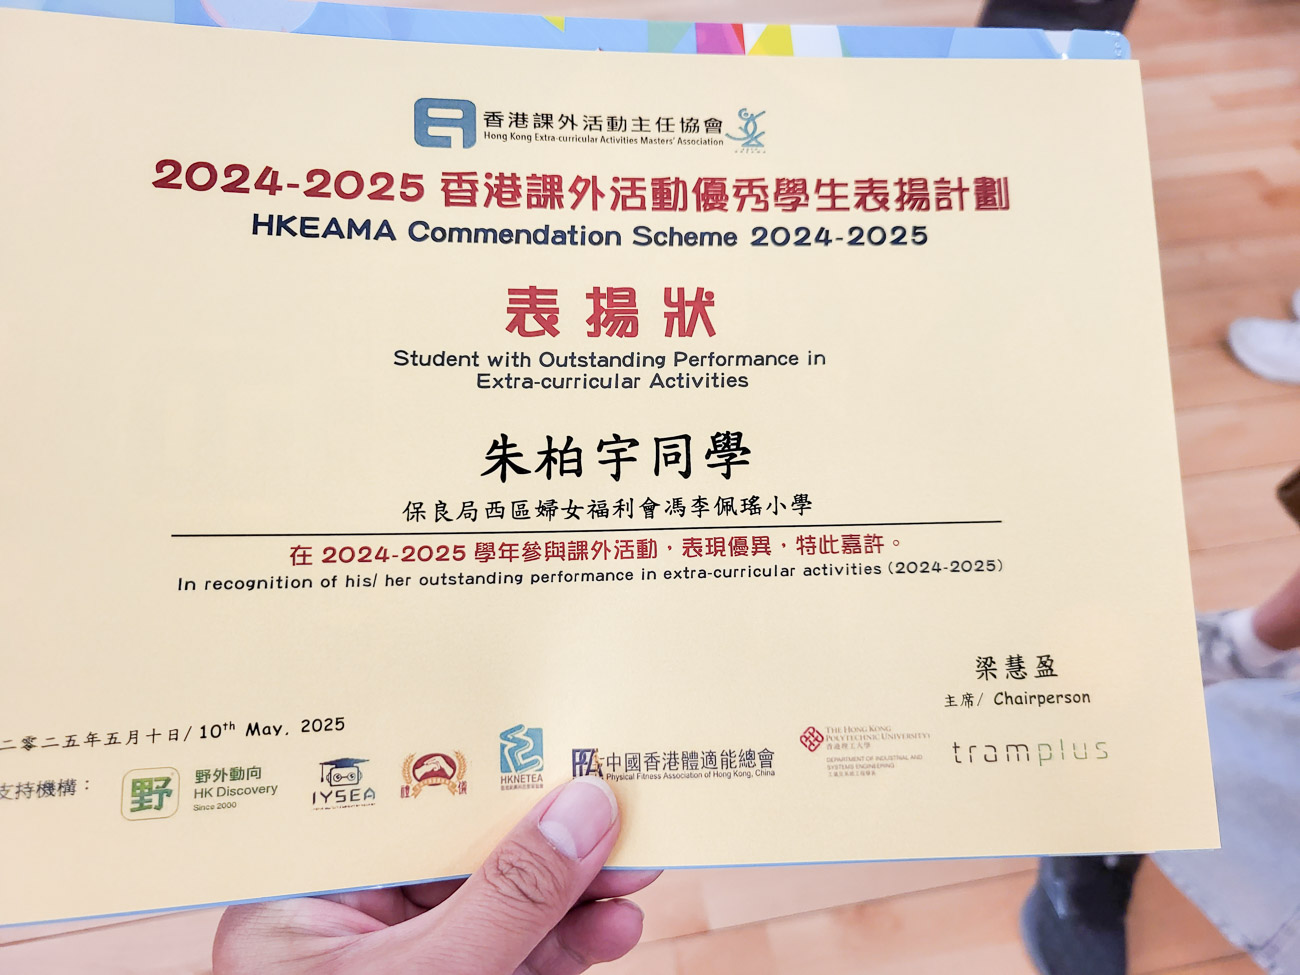 香港課外活動主任協會
Hong Kong Extra-curricular Activities Masters' Association
2024-2025 香港課外活動優秀學生表揚計劃
HKEAMA Commendation Scheme 2024-2025
表揚狀
Student with Outstanding Performance in
Extra-curricular Activities
朱柏宇同學
保良局西區婦女福利會馮李佩瑤小學
在 2024-2025 學年參與課外活動，表現優異，特此嘉許。
In recognition of his/ her outstanding performance in extra-curricular activities (2024-2025)
梁慧盈
主席/ Chairperson
二零二五年五月十日/ 10th May, 2025
支持機構：
野
野外動向
HK Discovery
Since 2000
IYSEA
HKNETEA
中國香港體適能總會
Physical Fitness Association of Hong Kong, China
THE HONG KONG
POLYTECHNIC UNIVERSITY
香港理工大學
DEPARTMENT OF INDUSTRIAL AND
SYSTEMS ENGINEERING
tramplus